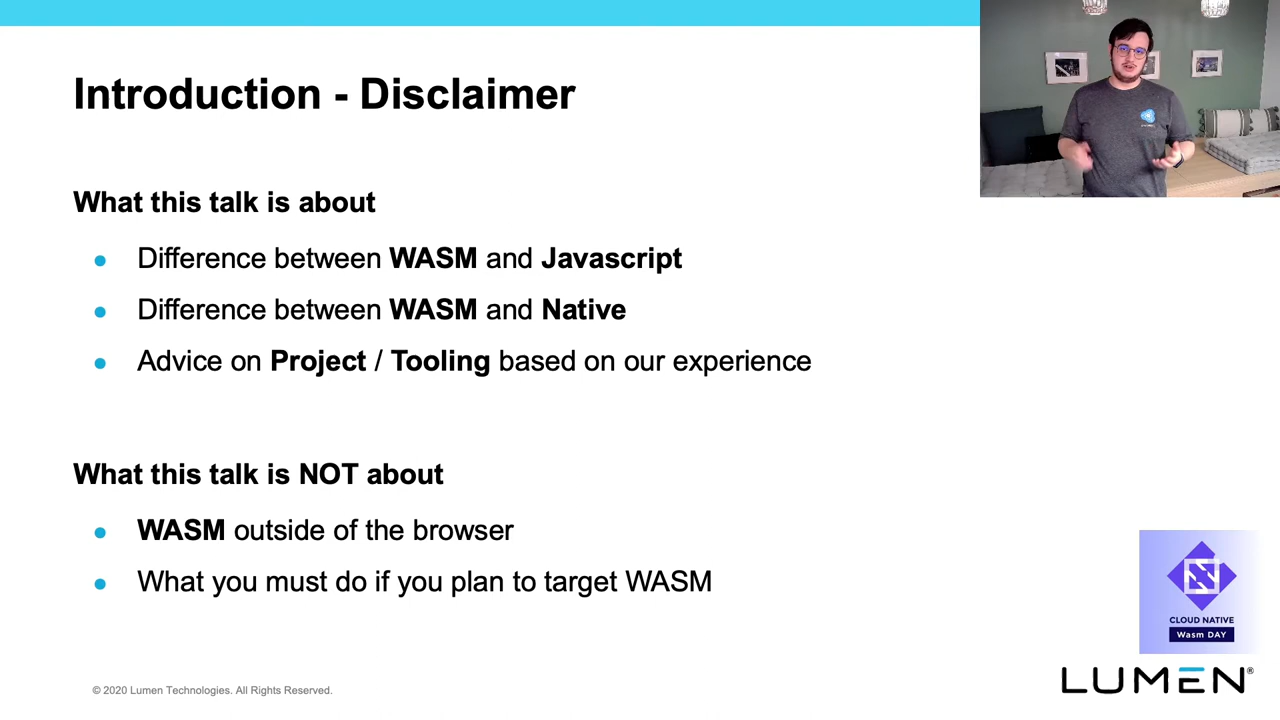 Introduction - Disclaimer
What this talk is about
● Difference between WASM and Javascript
● Difference between WASM and Native
● Advice on Project / Tooling based on our experience
What this talk is NOT about
● WASM outside of the browser
● What you must do if you plan to target WASM
CLOUD NATIVE
Wasm DAY
© 2020 Lumen Technologies. All Rights Reserved.
LUMEN®